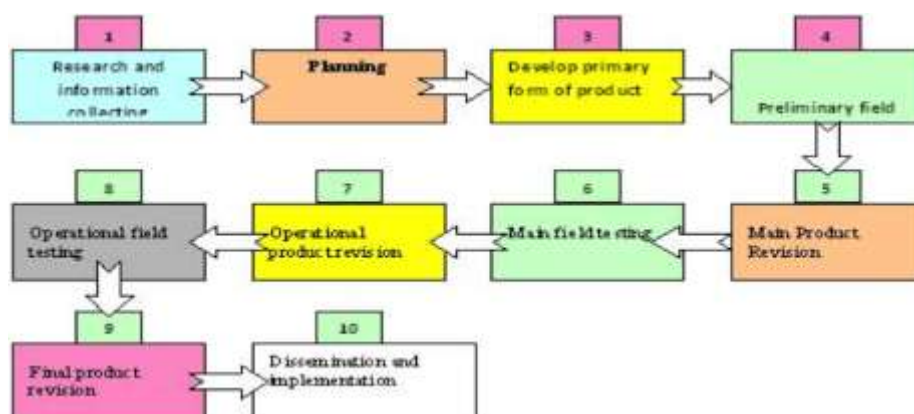 1
Research and
information
collecting
2
Planning
3
Develop primary
form of product
4
Preliminary field
5
Main Product
Revision
6
Main field testing
7
Operational
product revision
8
Operational field
testing
9
Final product
revision
10
Dissemination and
implementation